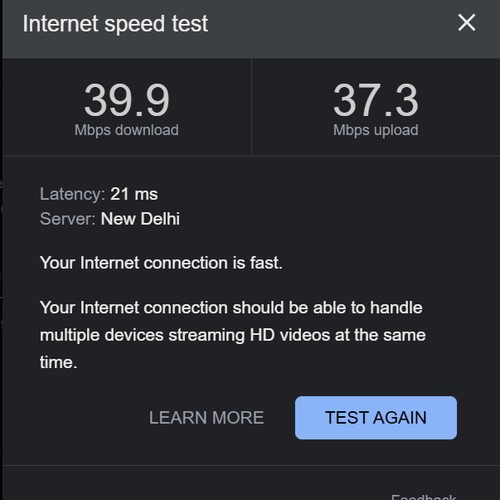 Internet speed test
39.9
Mbps download
37.3
Mbps upload
Latency: 21 ms
Server: New Delhi
Your Internet connection is fast.
Your Internet connection should be able to handle
multiple devices streaming HD videos at the same
time.
LEARN MORE
TEST AGAIN
Feedback